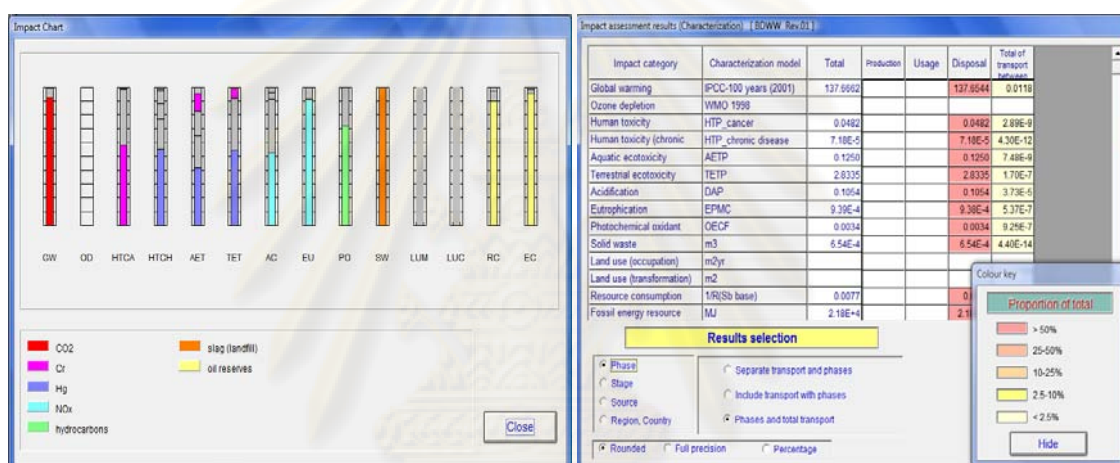 Impact Chart
GW OD HTCA HTCH AET TET AC EU PO SW LUM LUC RC EC
CO2
Cr
Hg
NOx
hydrocarbons
slag (landfill)
oil reserves
Close
Impact assessment results (Characterization) [ BDWW Rev.01 ]
Impact category Characterization model Total Production Usage Disposal Total of transport between
Global warming IPCC-100 years (2001) 137.6662 137.6544 0.0118
Ozone depletion WMO 1998
Human toxicity HTP_cancer 0.0482 0.0482 2.89E-9
Human toxicity (chronic HTP_chronic disease 7.18E-5 7.18E-5 4.30E-12
Aquatic ecotoxicity AETP 0.1250 0.1250 7.48E-9
Terrestrial ecotoxicity TETP 2.8335 2.8335 1.70E-7
Acidification DAP 0.1054 0.1054 3.73E-5
Eutrophication EPMC 9.39E-4 9.38E-4 5.37E-7
Photochemical oxidant OECF 0.0034 0.0034 9.25E-7
Solid waste m3 6.54E-4 6.54E-4 4.40E-14
Land use (occupation) m2yr
Land use (transformation) m2
Resource consumption 1/R(Sb base) 0.0077
Fossil energy resource MJ 2.18E+4
Results selection
Phase
Stage
Source
Region, Country
Separate transport and phases
Include transport with phases
Phases and total transport
Rounded Full precision Percentage
Colour key
Proportion of total
> 50%
25-50%
10-25%
2.5-10%
< 2.5%
Hide